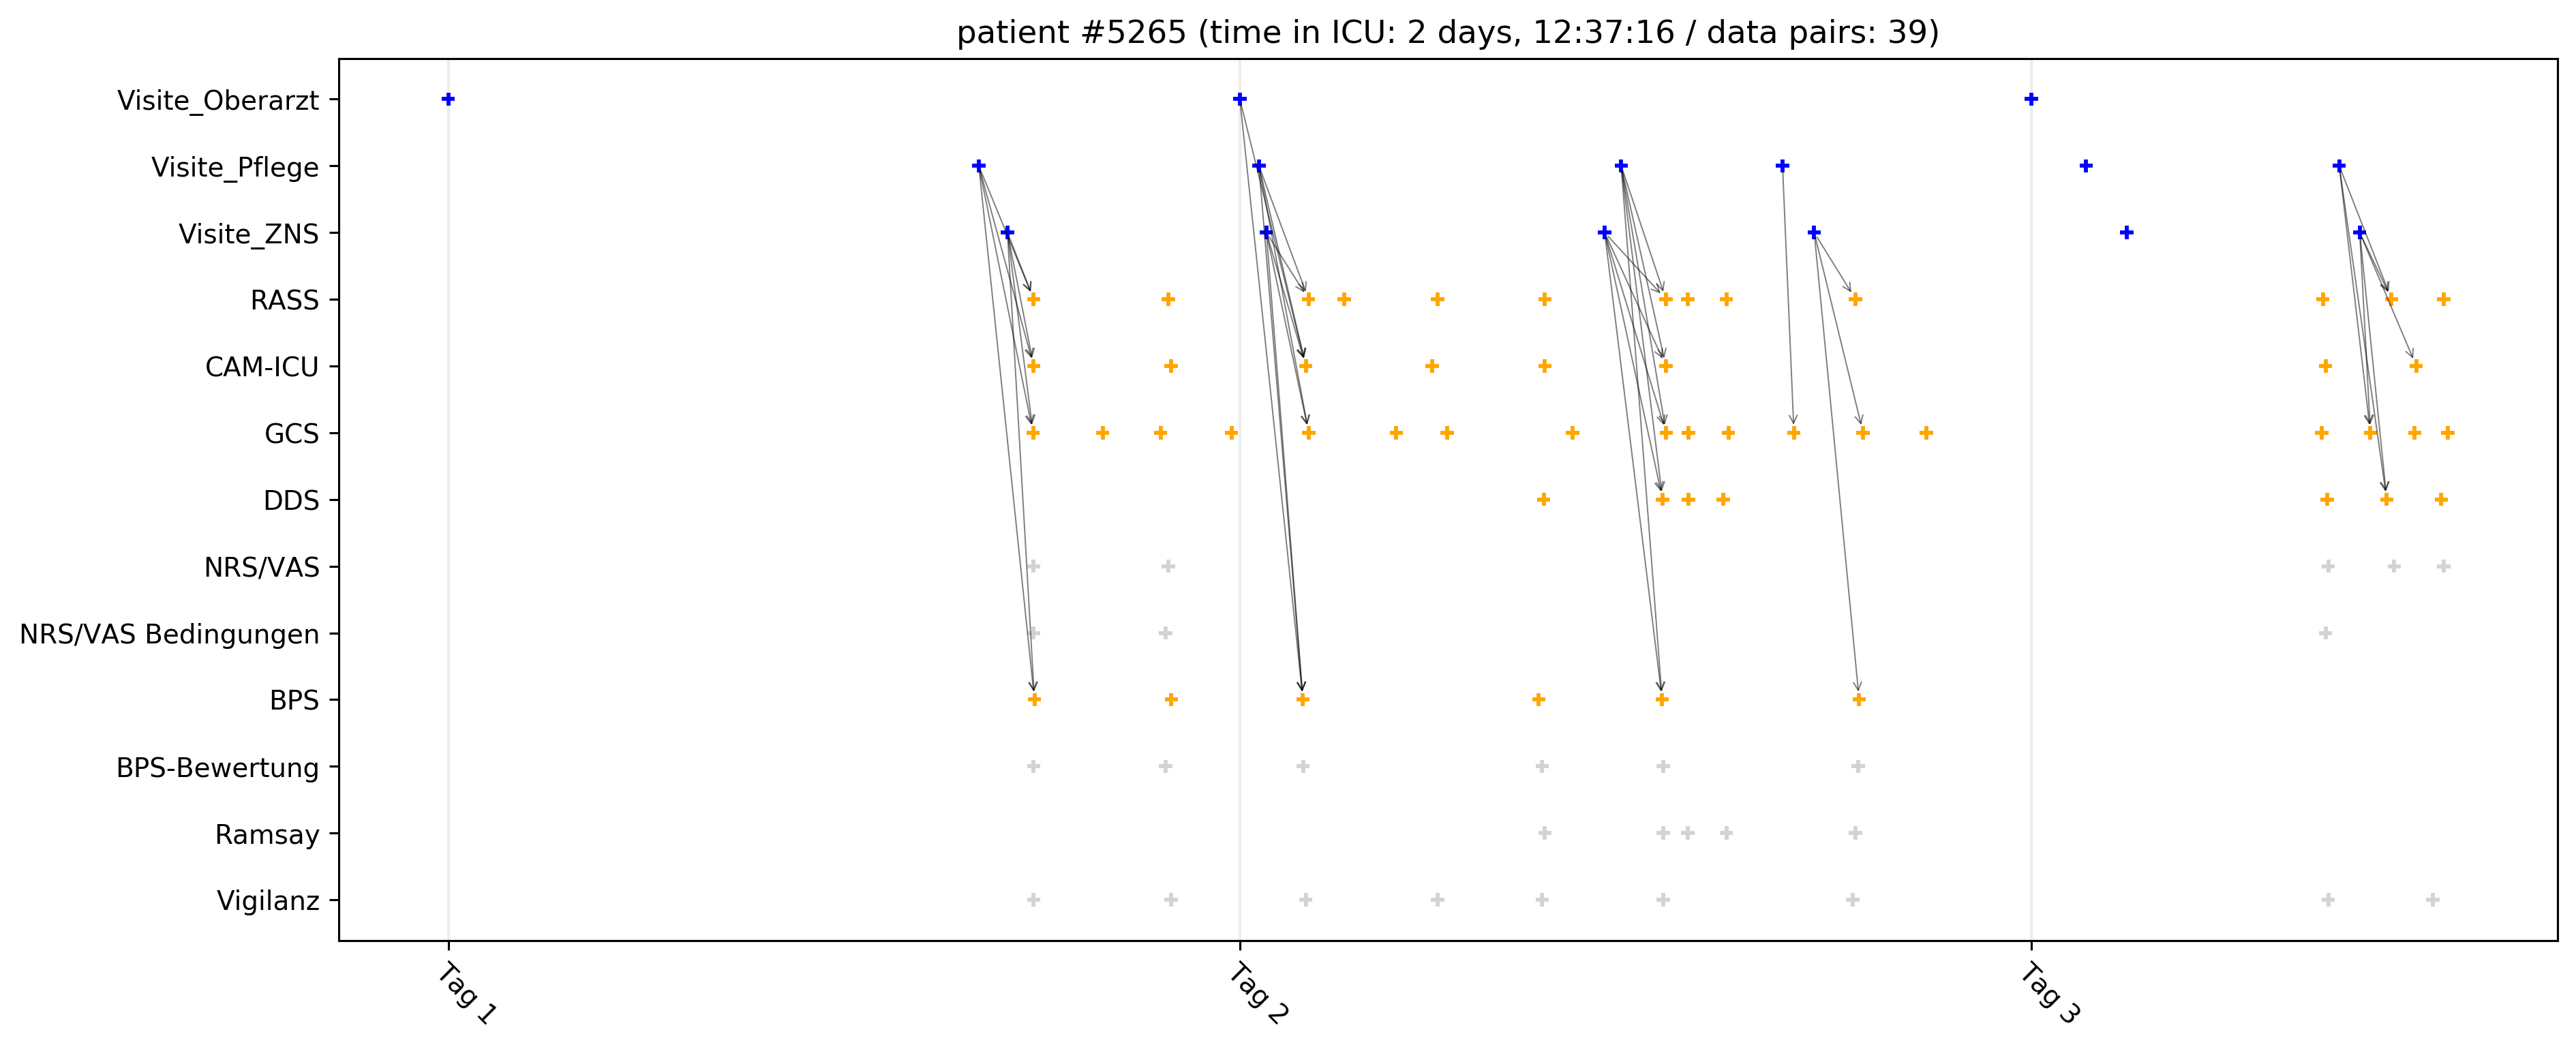 patient #5265 (time in ICU: 2 days, 12:37:16 / data pairs: 39)
Visite_Oberarzt
Visite_Pflege
Visite_ZNS
RASS
CAM-ICU
GCS
DDS
NRS/VAS
NRS/VAS Bedingungen
BPS
BPS-Bewertung
Ramsay
Vigilanz
Tag 1
Tag 2
Tag 3